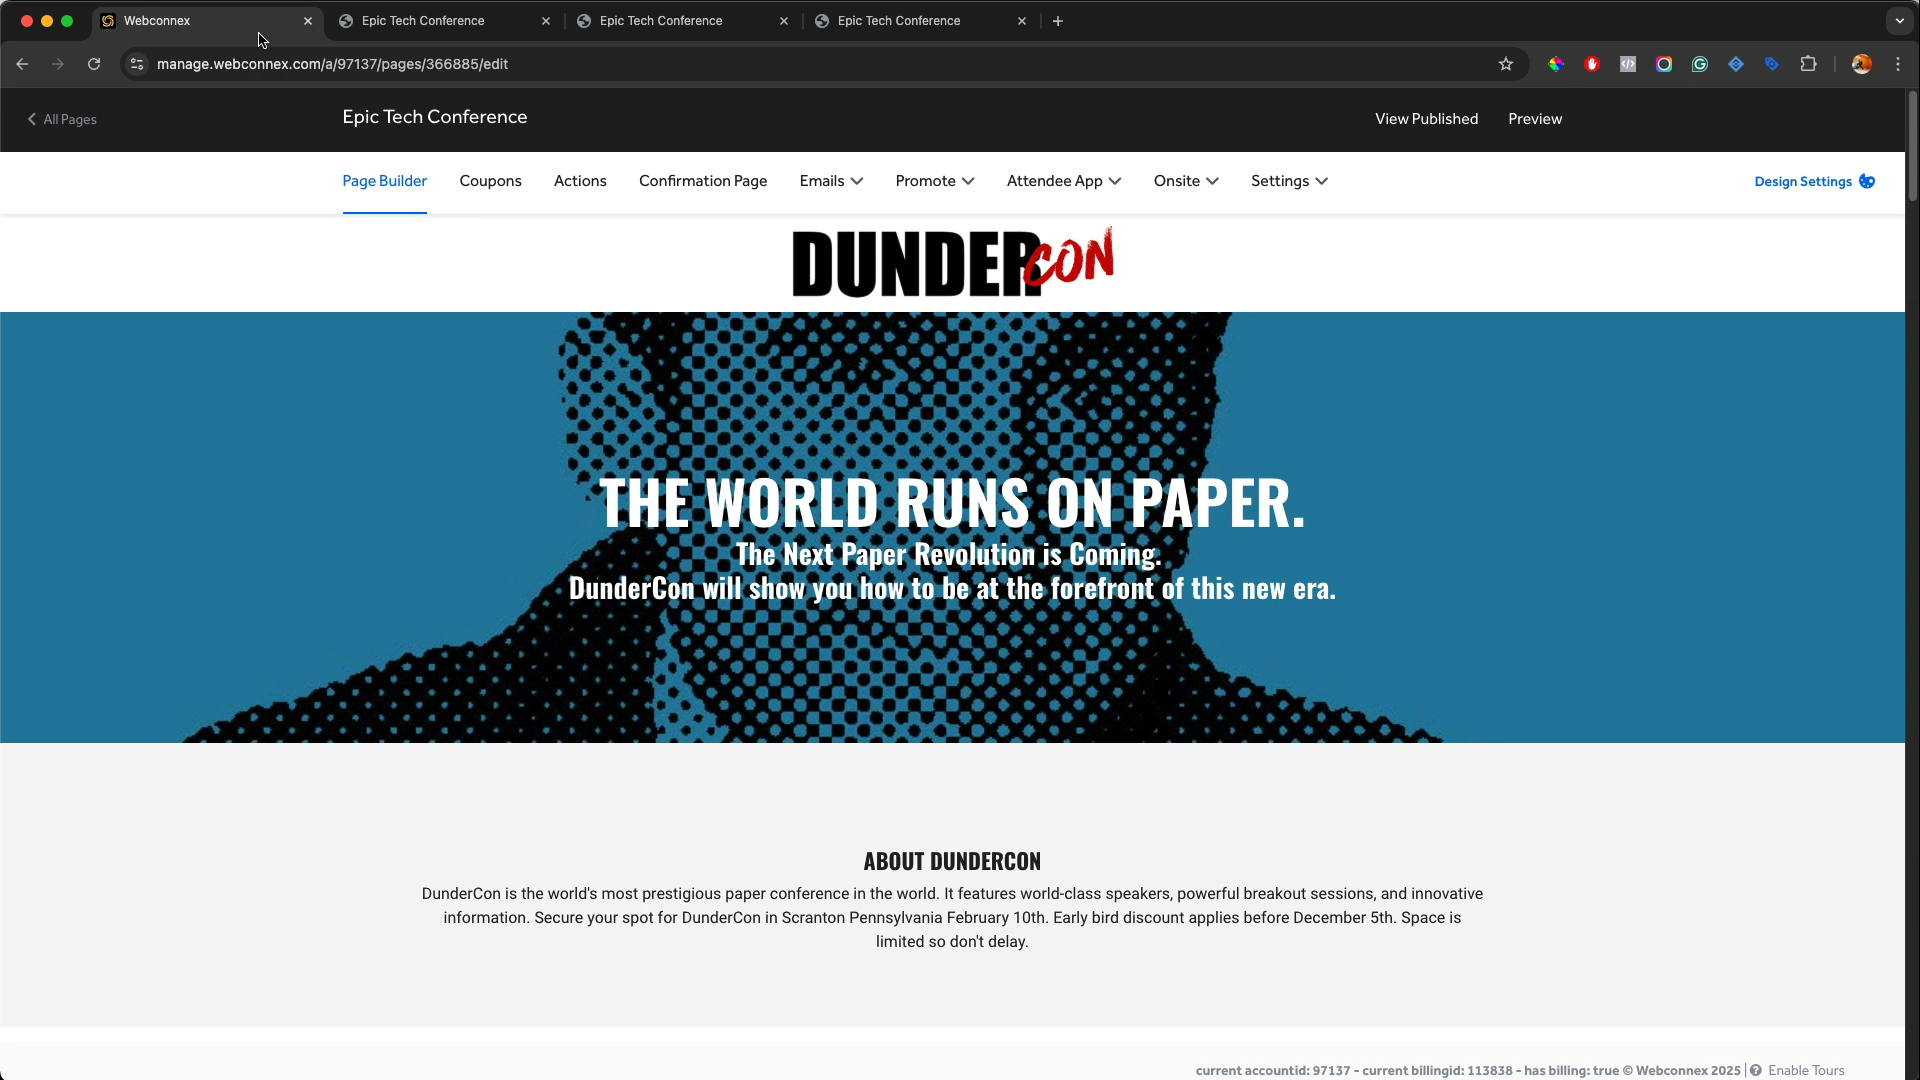 Webconnex
Epic Tech Conference
Epic Tech Conference
Epic Tech Conference
manage.webconnex.com/a/97137/pages/366885/edit
All Pages
Epic Tech Conference
View Published
Preview
Page Builder
Coupons
Actions
Confirmation Page
Emails
Promote
Attendee App
Onsite
Settings
Design Settings
DUNDERCON
THE WORLD RUNS ON PAPER.
The Next Paper Revolution is Coming.
DunderCon will show you how to be at the forefront of this new era.
ABOUT DUNDERCON
DunderCon is the world's most prestigious paper conference in the world. It features world-class speakers, powerful breakout sessions, and innovative
information. Secure your spot for DunderCon in Scranton Pennsylvania February 10th. Early bird discount applies before December 5th. Space is
limited so don't delay.
current accountid: 97137 - current billingid: 113838 - has billing: true © Webconnex 2025 | Enable Tours